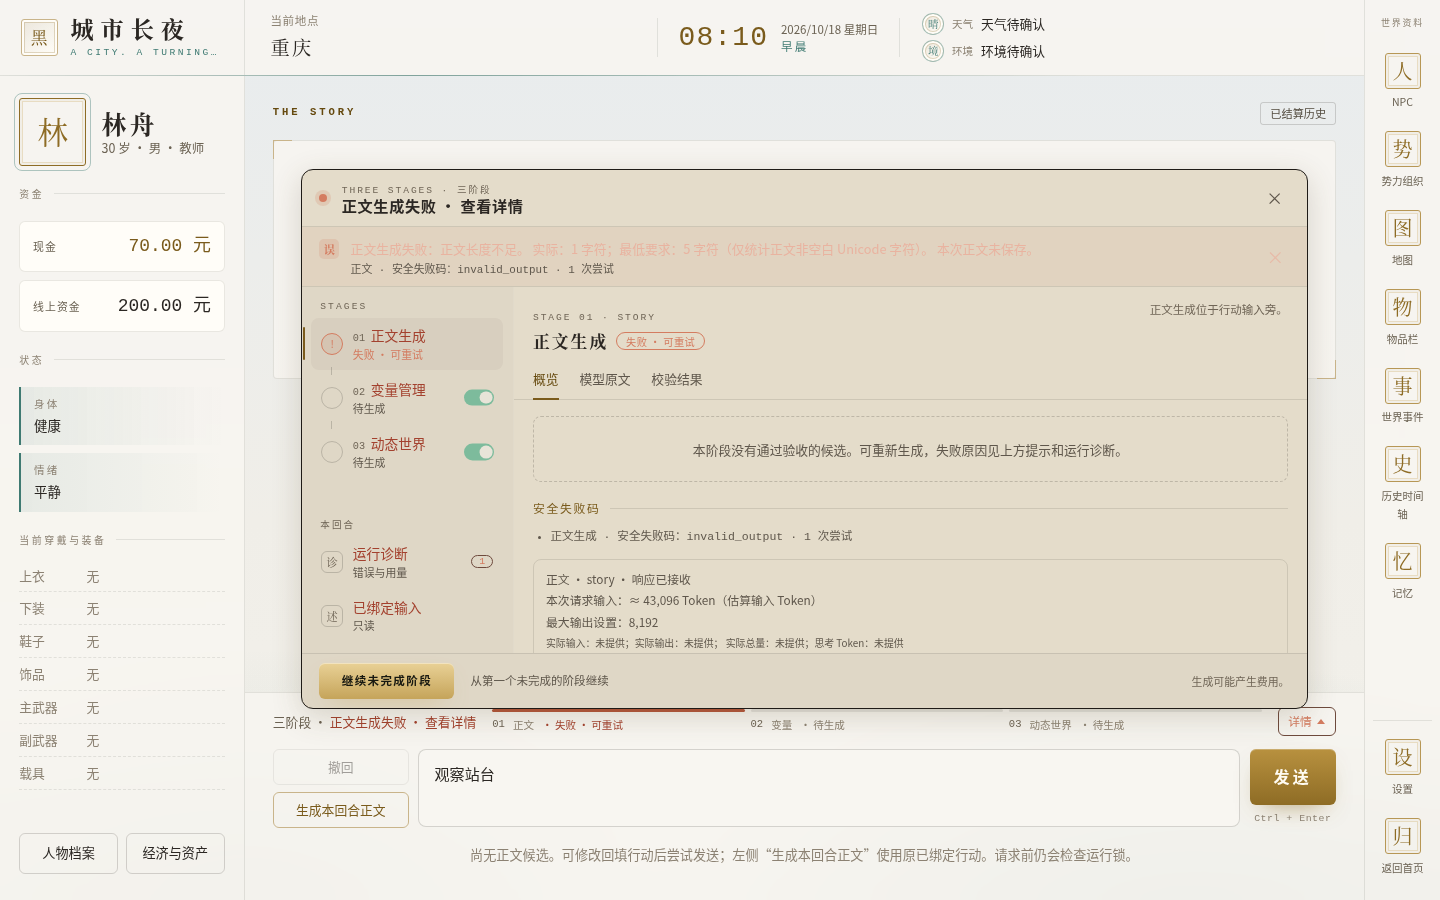 黑
城市长夜
A CITY. A TURNING…
林
林舟
30 岁 · 男 · 教师
资金
现金
70.00 元
线上资金
200.00 元
状态
身体
健康
情绪
平静
当前穿戴与装备
上衣 无
下装 无
鞋子 无
饰品 无
主武器 无
副武器 无
载具 无
人物档案
经济与资产
当前地点
重庆
08:10
2026/10/18 星期日
早晨
晴 天气 天气待确认
境 环境 环境待确认
THE STORY
已结算历史
THREE STAGES · 三阶段
正文生成失败 · 查看详情
误
正文生成失败：正文长度不足。 实际：1 字符；最低要求：5 字符（仅统计正文非空白 Unicode 字符）。 本次正文未保存。
正文 · 安全失败码：invalid_output · 1 次尝试
STAGES
! 01 正文生成
失败 · 可重试
02 变量管理
待生成
03 动态世界
待生成
本回合
诊 运行诊断
错误与用量
1
述 已绑定输入
只读
正文生成位于行动输入旁。
STAGE 01 · STORY
正文生成 失败 · 可重试
概览 模型原文 校验结果
本阶段没有通过验收的候选。可重新生成，失败原因见上方提示和运行诊断。
安全失败码
• 正文生成 · 安全失败码：invalid_output · 1 次尝试
正文 · story · 响应已接收
本次请求输入：≈ 43,096 Token（估算输入 Token）
最大输出设置：8,192
实际输入：未提供；实际输出：未提供； 实际总量：未提供；思考 Token：未提供
继续未完成阶段
从第一个未完成的阶段继续
生成可能产生费用。
三阶段 · 正文生成失败 · 查看详情
01 正文 · 失败 · 可重试
02 变量 · 待生成
03 动态世界 · 待生成
详情
撤回
生成本回合正文
观察站台
发送
Ctrl + Enter
尚无正文候选。可修改回填行动后尝试发送；左侧“生成本回合正文”使用原已绑定行动。请求前仍会检查运行锁。
世界资料
人
NPC
势
势力组织
图
地图
物
物品栏
事
世界事件
史
历史时间
轴
忆
记忆
设
设置
归
返回首页